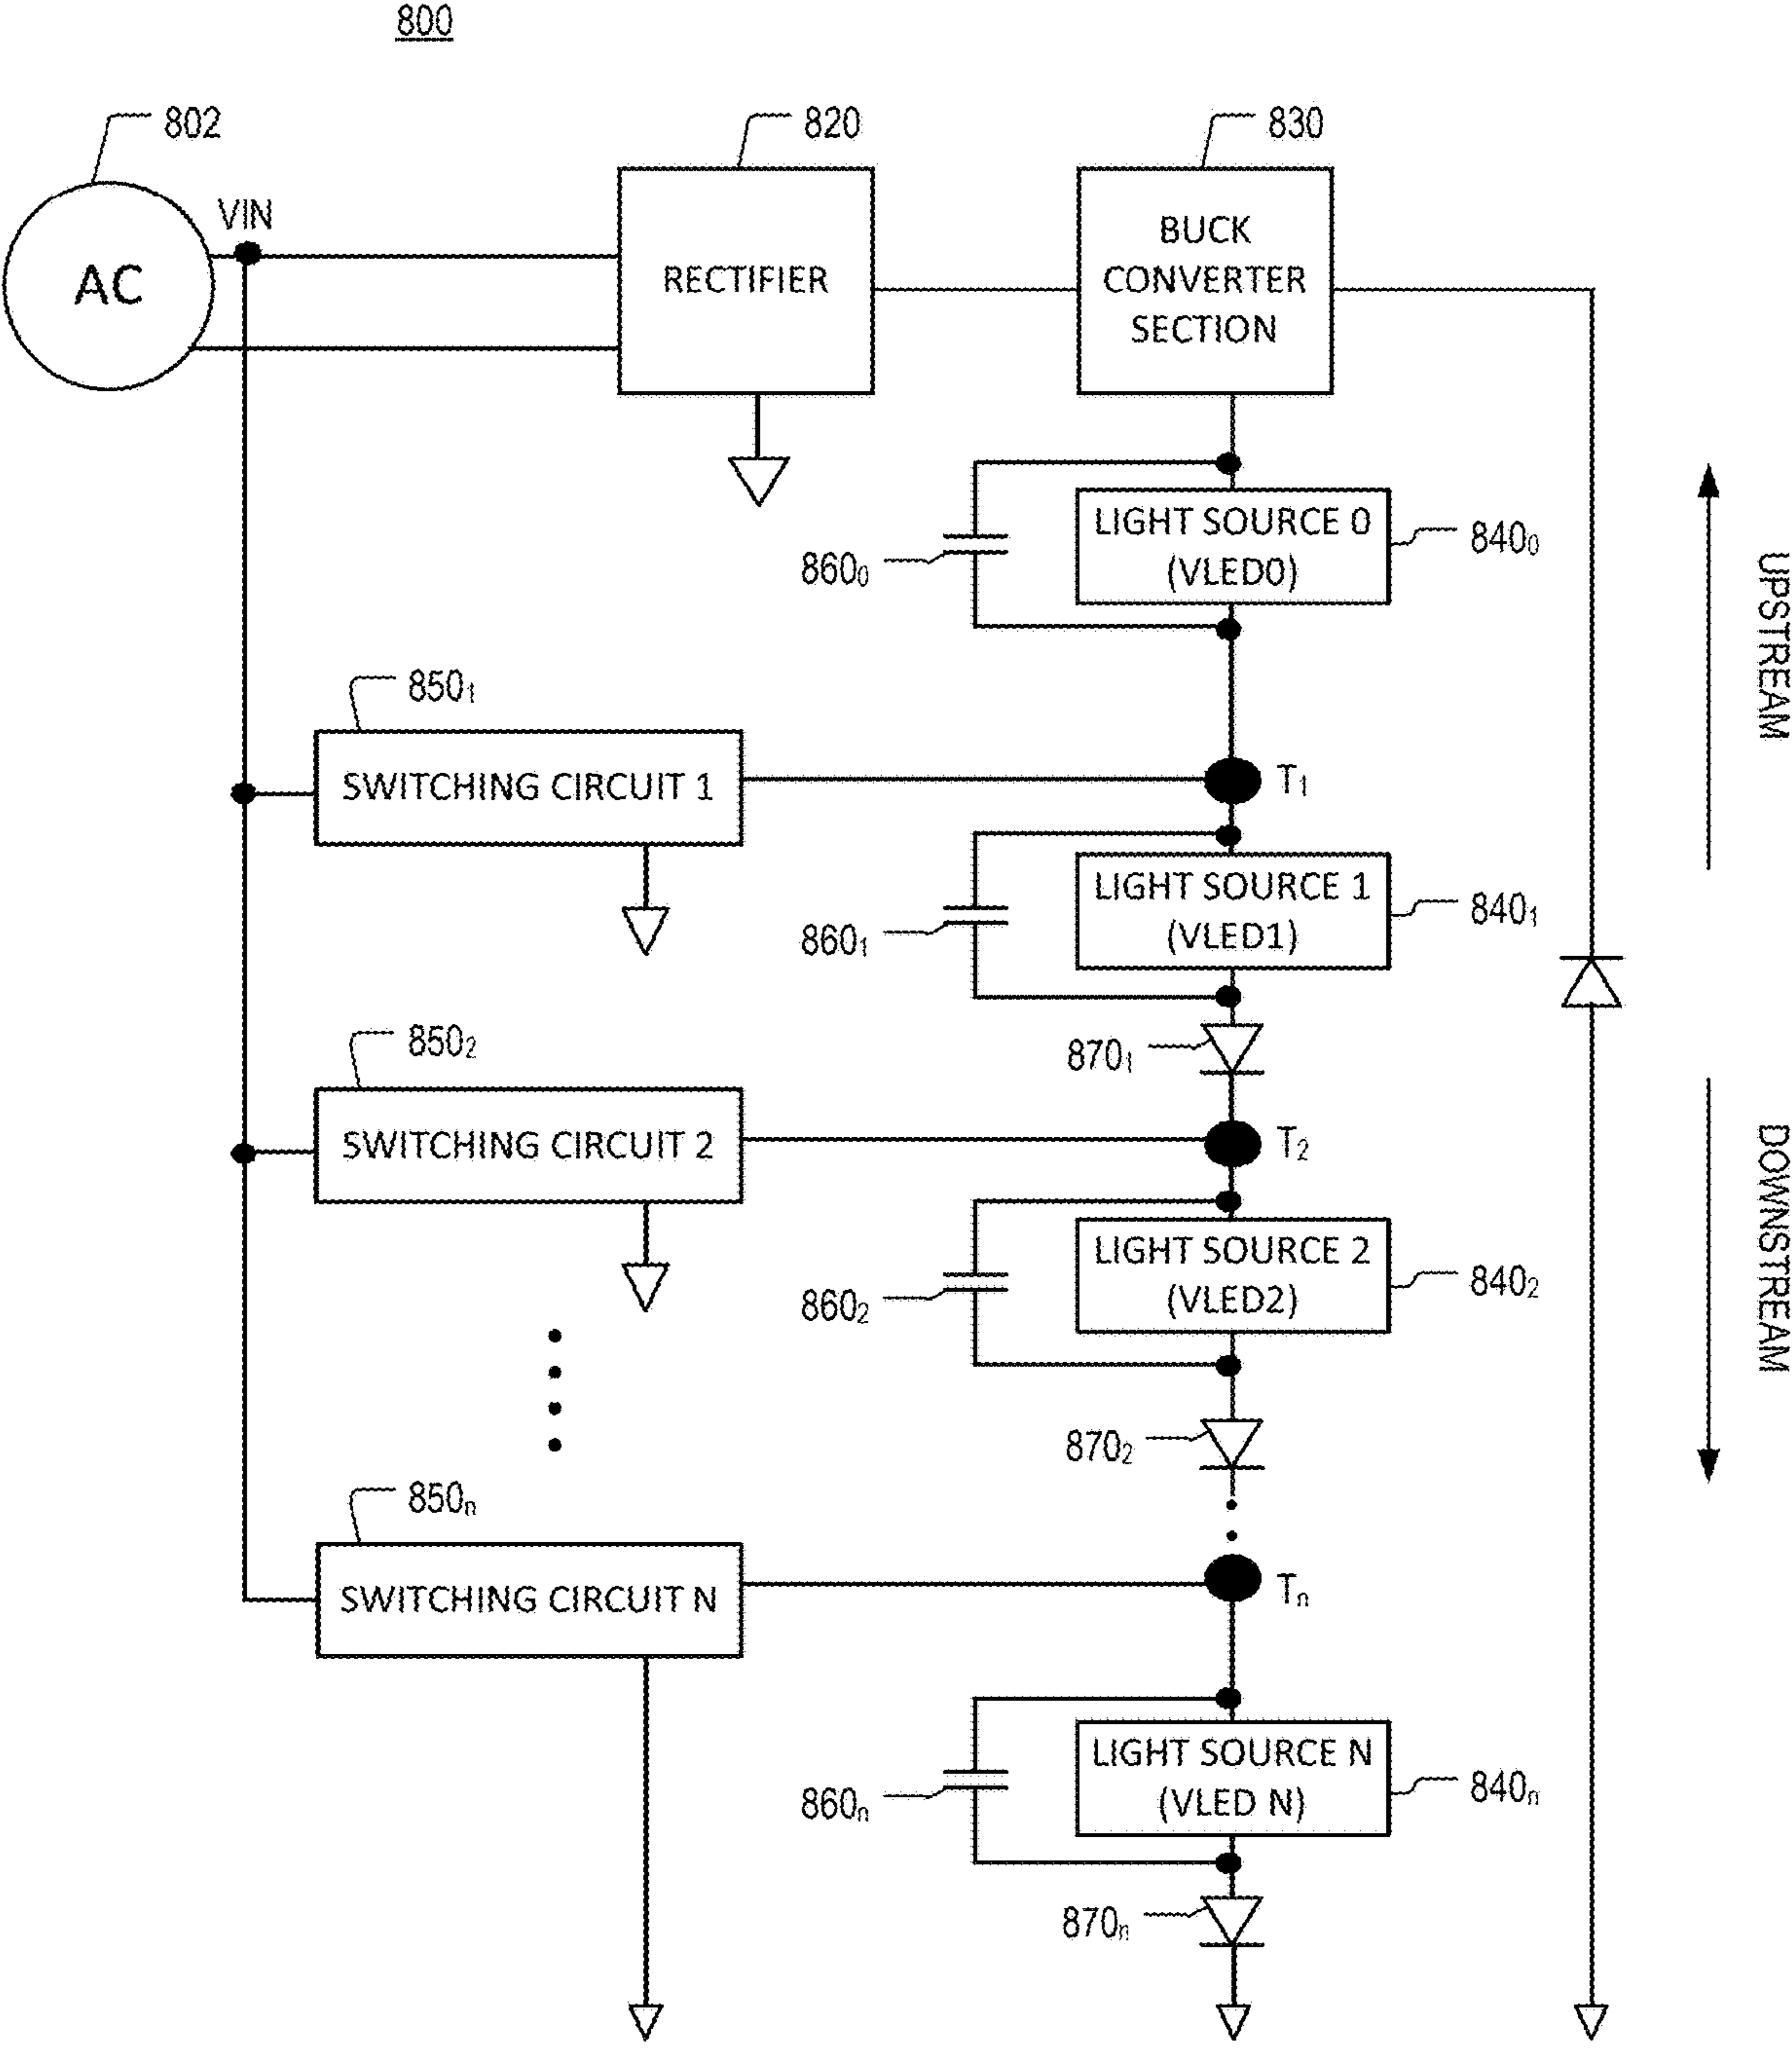 800
802
820
830
VIN
AC
RECTIFIER
BUCK
CONVERTER
SECTION
LIGHT SOURCE 0
(VLED0)
840₀
860₀
UPSTREAM
850₁
SWITCHING CIRCUIT 1
T₁
LIGHT SOURCE 1
(VLED1)
840₁
860₁
870₁
850₂
SWITCHING CIRCUIT 2
T₂
LIGHT SOURCE 2
(VLED2)
840₂
860₂
DOWNSTREAM
870₂
850ₙ
SWITCHING CIRCUIT N
Tₙ
LIGHT SOURCE N
(VLED N)
840ₙ
860ₙ
870ₙ